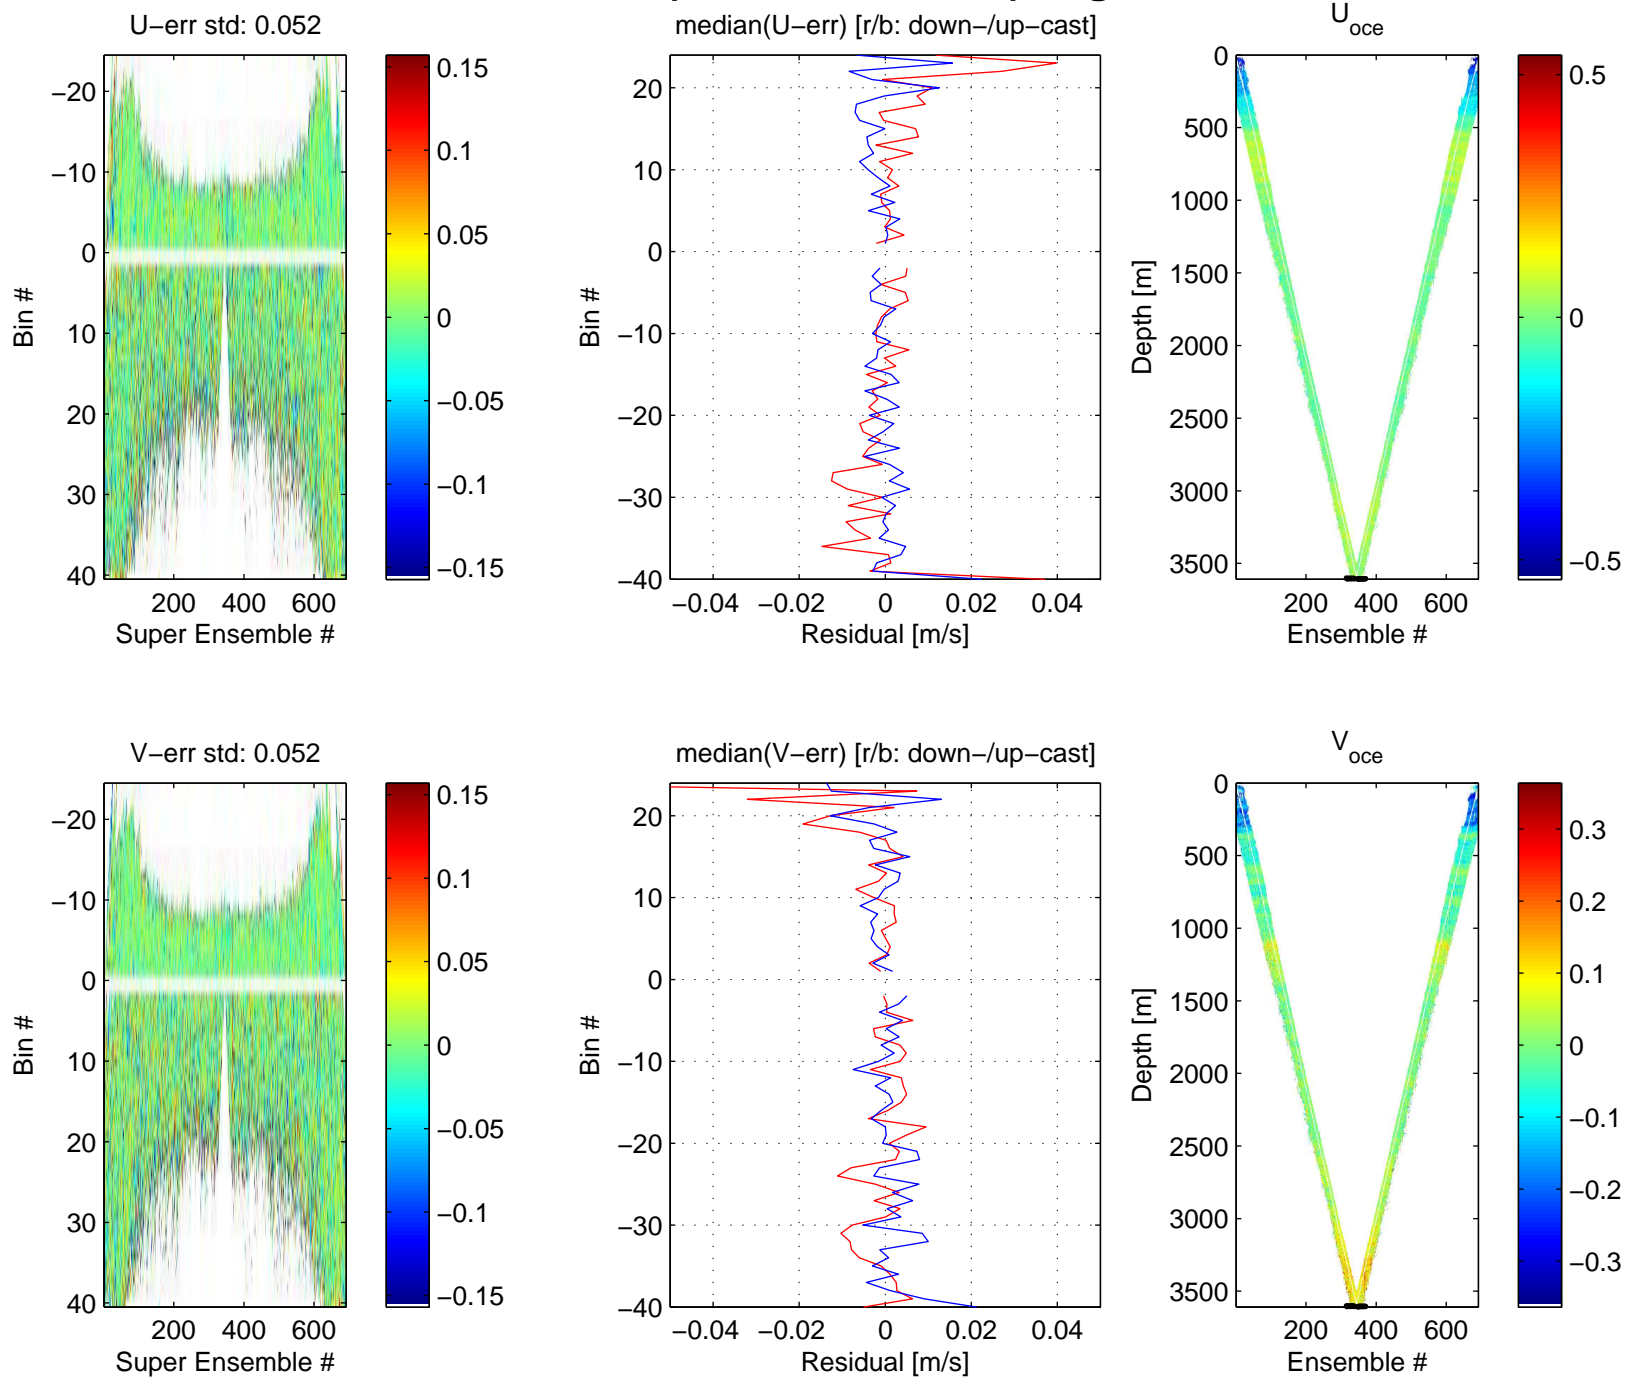 U−err std: 0.052
−20
−10
0
10
20
30
40
Bin #
200 400 600
Super Ensemble #
0.15
0.1
0.05
0
−0.05
−0.1
−0.15
median(U−err) [r/b: down−/up−cast]
20
10
0
−10
−20
−30
−40
Bin #
−0.04 −0.02 0 0.02 0.04
Residual [m/s]
U
oce
0
500
1000
1500
2000
2500
3000
3500
Depth [m]
200 400 600
Ensemble #
0.5
0
−0.5
V−err std: 0.052
−20
−10
0
10
20
30
40
Bin #
200 400 600
Super Ensemble #
0.15
0.1
0.05
0
−0.05
−0.1
−0.15
median(V−err) [r/b: down−/up−cast]
20
10
0
−10
−20
−30
−40
Bin #
−0.04 −0.02 0 0.02 0.04
Residual [m/s]
V
oce
0
500
1000
1500
2000
2500
3000
3500
Depth [m]
200 400 600
Ensemble #
0.3
0.2
0.1
0
−0.1
−0.2
−0.3